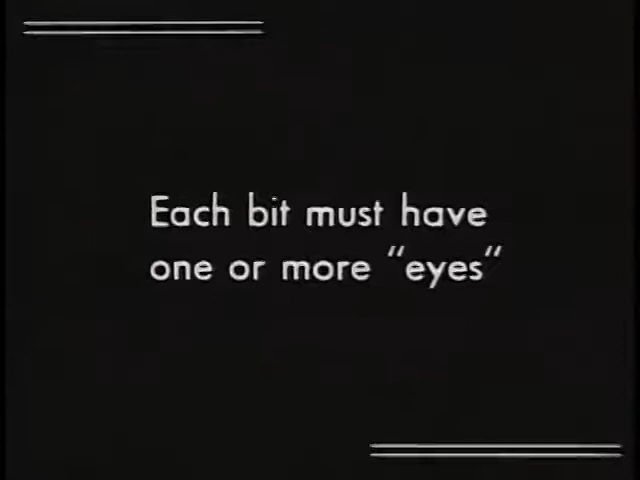 Each bit must have
one or more “eyes“